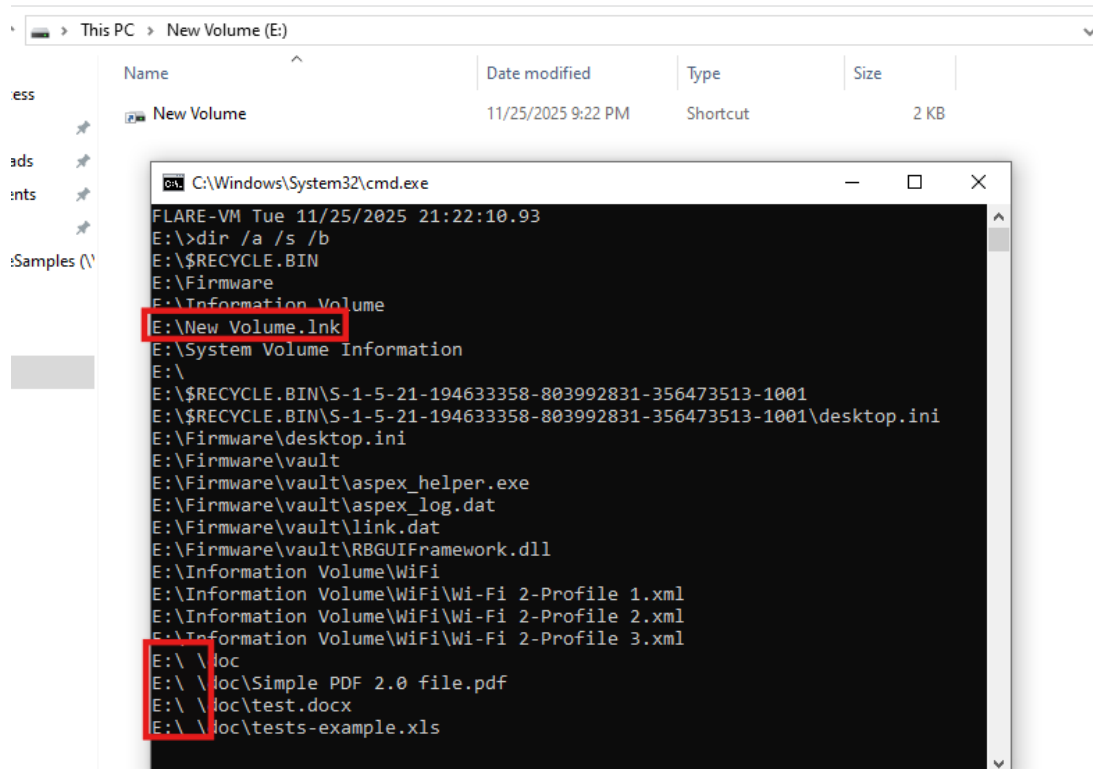 This PC > New Volume (E:)
Name Date modified Type Size
ess
New Volume 11/25/2025 9:22 PM Shortcut 2 KB
ads
ents
eSamples (\\
C:\Windows\System32\cmd.exe
FLARE-VM Tue 11/25/2025 21:22:10.93
E:\>dir /a /s /b
E:\$RECYCLE.BIN
E:\Firmware
E:\Information Volume
E:\New Volume.lnk
E:\System Volume Information
E:\
E:\$RECYCLE.BIN\S-1-5-21-194633358-803992831-356473513-1001
E:\$RECYCLE.BIN\S-1-5-21-194633358-803992831-356473513-1001\desktop.ini
E:\Firmware\desktop.ini
E:\Firmware\vault
E:\Firmware\vault\aspex_helper.exe
E:\Firmware\vault\aspex_log.dat
E:\Firmware\vault\link.dat
E:\Firmware\vault\RBGUIFramework.dll
E:\Information Volume\WiFi
E:\Information Volume\WiFi\Wi-Fi 2-Profile 1.xml
E:\Information Volume\WiFi\Wi-Fi 2-Profile 2.xml
E:\Information Volume\WiFi\Wi-Fi 2-Profile 3.xml
E:\ \doc
E:\ \doc\Simple PDF 2.0 file.pdf
E:\ \doc\test.docx
E:\ \doc\tests-example.xls